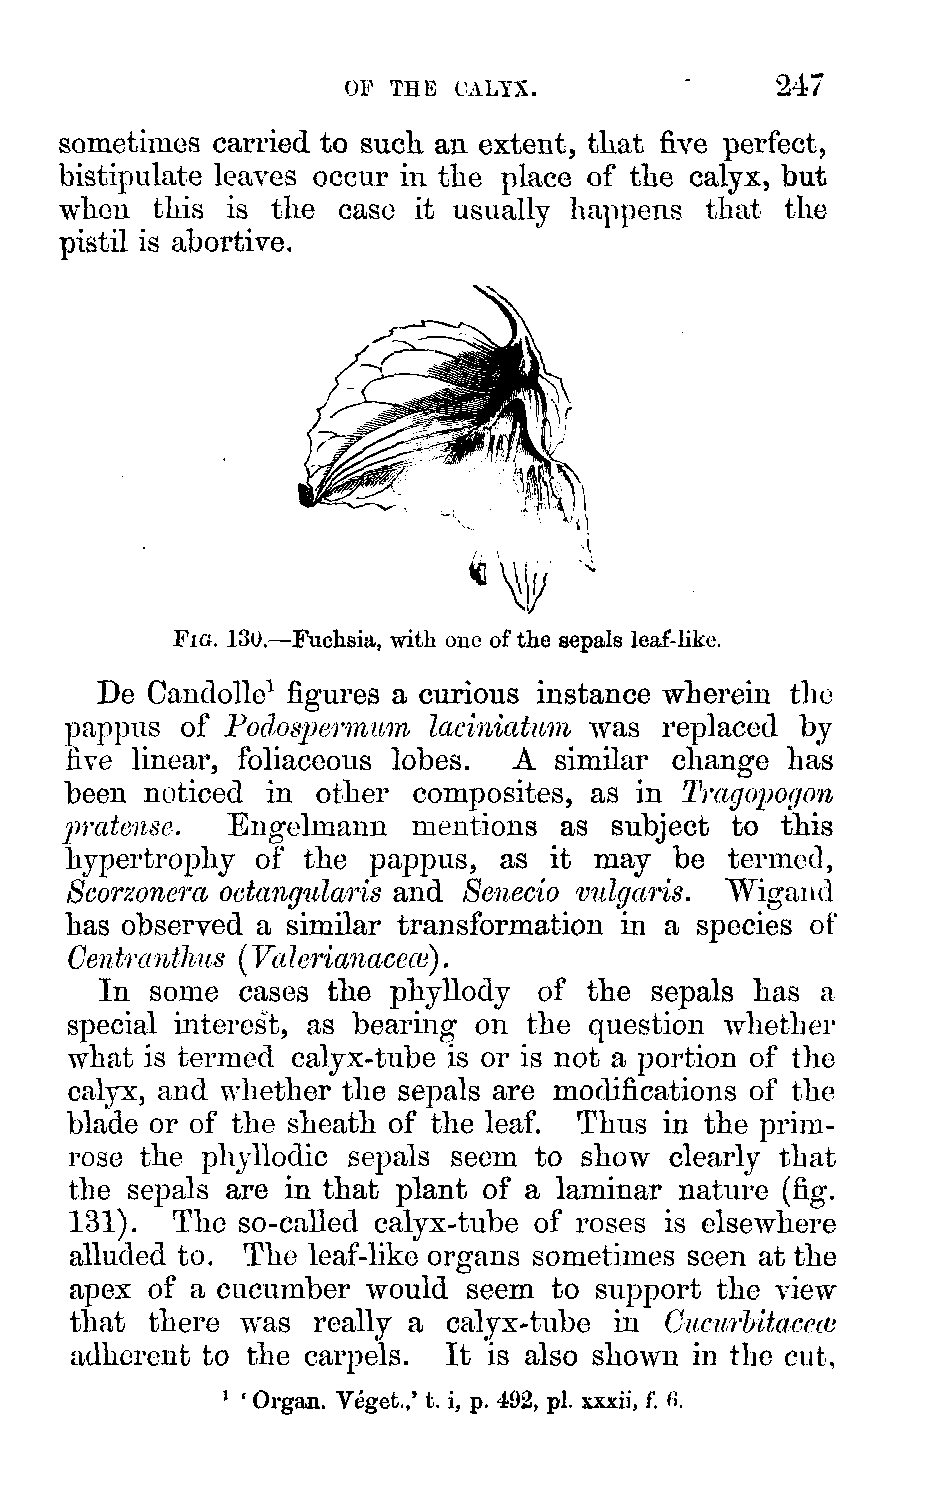 OF THE CALYX. 247
sometimes carried to such an extent, that five perfect,
bistipulate leaves occur in the place of the calyx, but
when this is the case it usually happens that the
pistil is abortive.
FIG. 130.—Fuchsia, with one of the sepals leaf-like.
De Candolle¹ figures a curious instance wherein the
pappus of Podospermum laciniatum was replaced by
five linear, foliaceous lobes. A similar change has
been noticed in other composites, as in Tragopogon
pratense. Engelmann mentions as subject to this
hypertrophy of the pappus, as it may be termed,
Scorzonera octangularis and Senecio vulgaris. Wigand
has observed a similar transformation in a species of
Centranthus (Valerianaceæ).
In some cases the phyllody of the sepals has a
special interest, as bearing on the question whether
what is termed calyx-tube is or is not a portion of the
calyx, and whether the sepals are modifications of the
blade or of the sheath of the leaf. Thus in the prim-
rose the phyllodic sepals seem to show clearly that
the sepals are in that plant of a laminar nature (fig.
131). The so-called calyx-tube of roses is elsewhere
alluded to. The leaf-like organs sometimes seen at the
apex of a cucumber would seem to support the view
that there was really a calyx-tube in Cucurbitaceæ
adherent to the carpels. It is also shown in the cut,
¹ ‘Organ. Véget.,’ t. i, p. 492, pl. xxxii, f. 6.